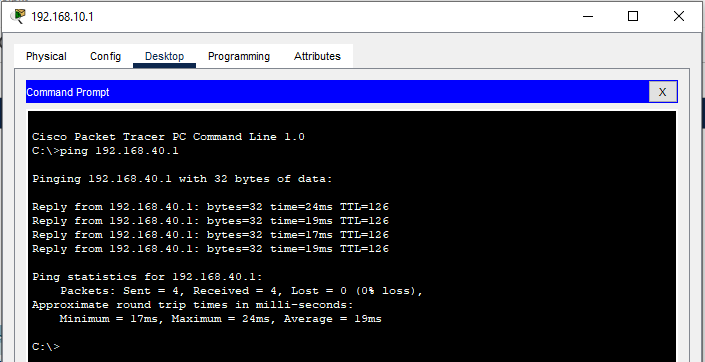 192.168.10.1
Physical Config Desktop Programming Attributes
Command Prompt X
Cisco Packet Tracer PC Command Line 1.0
C:\>ping 192.168.40.1
Pinging 192.168.40.1 with 32 bytes of data:
Reply from 192.168.40.1: bytes=32 time=24ms TTL=126
Reply from 192.168.40.1: bytes=32 time=19ms TTL=126
Reply from 192.168.40.1: bytes=32 time=17ms TTL=126
Reply from 192.168.40.1: bytes=32 time=19ms TTL=126
Ping statistics for 192.168.40.1:
Packets: Sent = 4, Received = 4, Lost = 0 (0% loss),
Approximate round trip times in milli-seconds:
Minimum = 17ms, Maximum = 24ms, Average = 19ms
C:\>